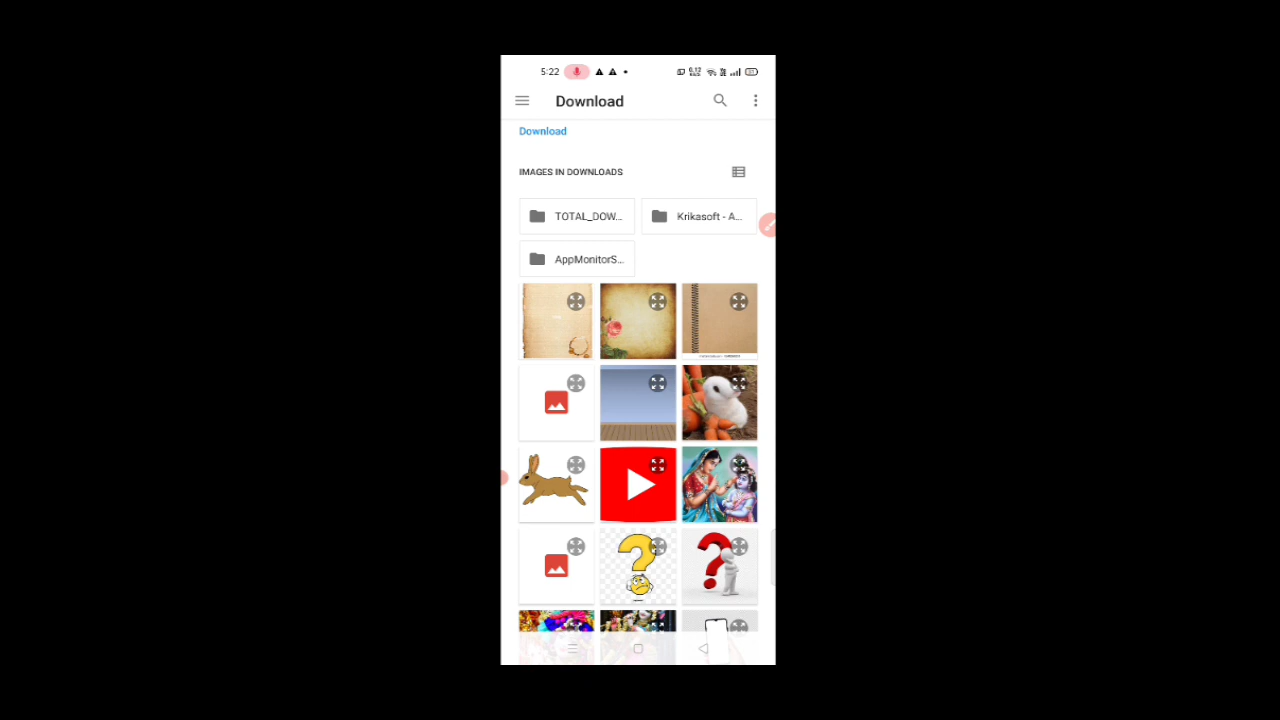 5:22
Download
Download
IMAGES IN DOWNLOADS
TOTAL_DOW...
Krikasoft - A...
AppMonitorS...